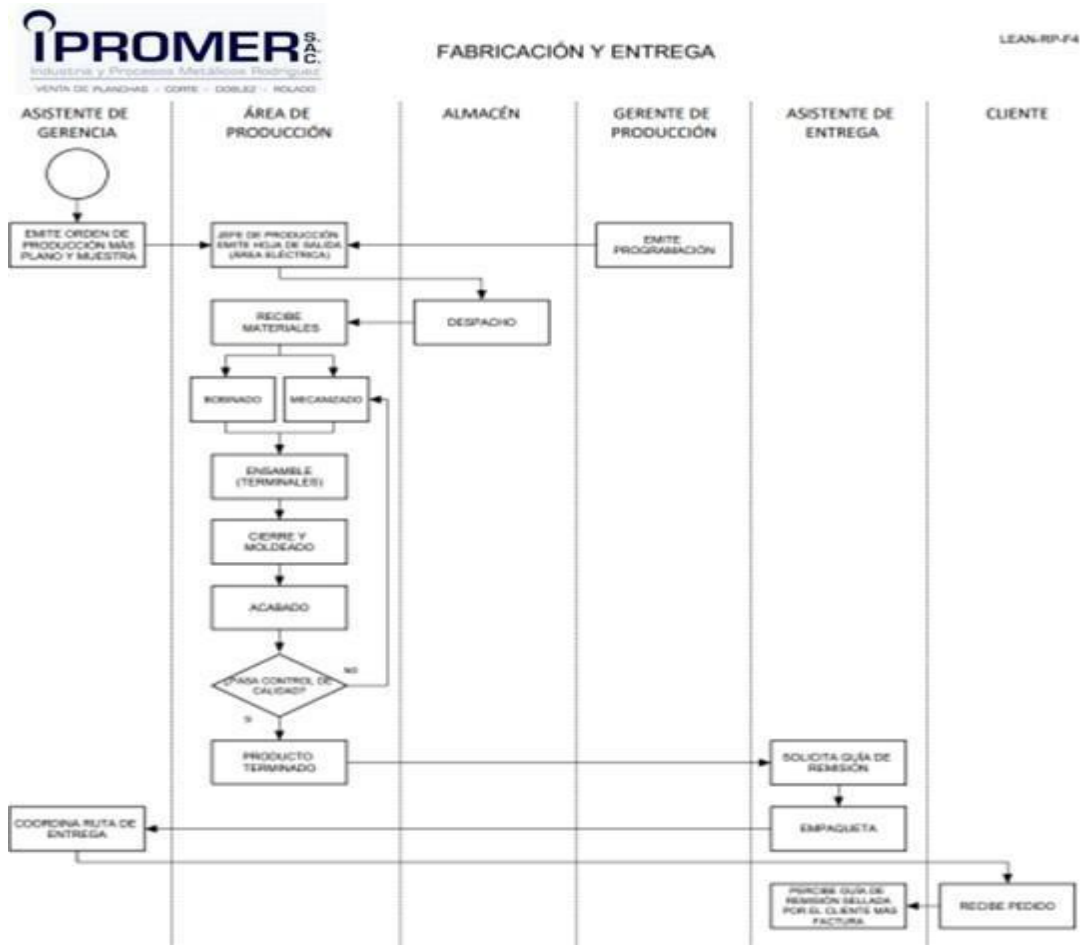 iPROMER S.A.C.
Industria y Procesos Metálicos Rodriguez
VENTA DE PLANCHAS - CORTE - DOBLEZ - ROLADO
FABRICACIÓN Y ENTREGA
LEAN-RP-F4
ASISTENTE DE
GERENCIA
ÁREA DE
PRODUCCIÓN
ALMACÉN
GERENTE DE
PRODUCCIÓN
ASISTENTE DE
ENTREGA
CLIENTE
EMITE ORDEN DE
PRODUCCIÓN MÁS
PLANO Y MUESTRA
JEFE DE PRODUCCIÓN
EMITE HOJA DE SALIDA
(ÁREA ELÉCTRICA)
EMITE
PROGRAMACIÓN
RECIBE
MATERIALES
DESPACHO
BOBINADO
MECANIZADO
ENSAMBLE
(TERMINALES)
CIERRE Y
MOLDEADO
ACABADO
¿PASA CONTROL DE
CALIDAD?
NO
SI
PRODUCTO
TERMINADO
SOLICITA GUÍA DE
REMISIÓN
COORDINA RUTA DE
ENTREGA
EMPAQUETA
PERCIBE GUÍA DE
REMISIÓN SELLADA
POR EL CLIENTE MAS
FACTURA
RECIBE PEDIDO